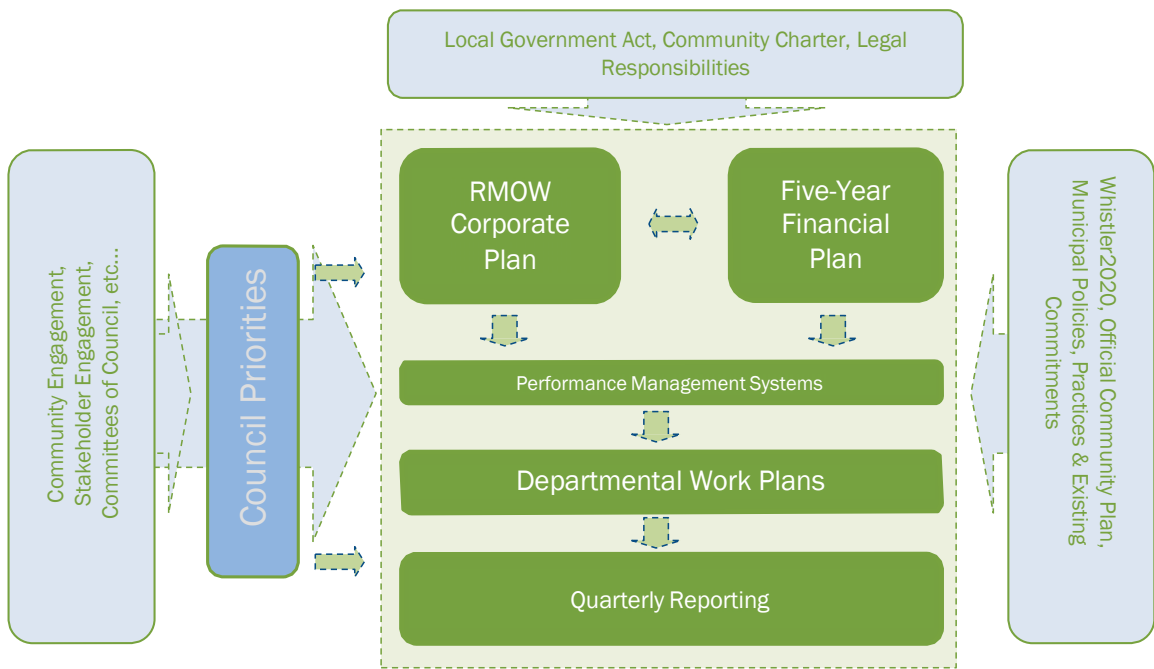 Local Government Act, Community Charter, Legal
Responsibilities
Community Engagement,
Stakeholder Engagement,
Committees of Council, etc...
Council Priorities
RMOW
Corporate
Plan
Five-Year
Financial
Plan
Performance Management Systems
Departmental Work Plans
Quarterly Reporting
Whistler2020, Official Community Plan,
Municipal Policies, Practices & Existing
Commitments